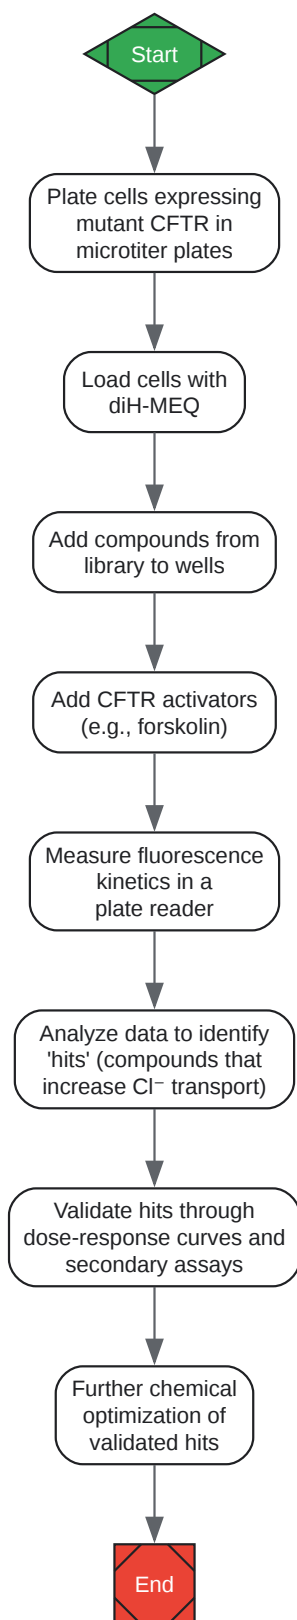 Start
Plate cells expressing
mutant CFTR in
microtiter plates
Load cells with
diH-MEQ
Add compounds from
library to wells
Add CFTR activators
(e.g., forskolin)
Measure fluorescence
kinetics in a
plate reader
Analyze data to identify
'hits' (compounds that
increase Cl⁻ transport)
Validate hits through
dose-response curves and
secondary assays
Further chemical
optimization of
validated hits
End